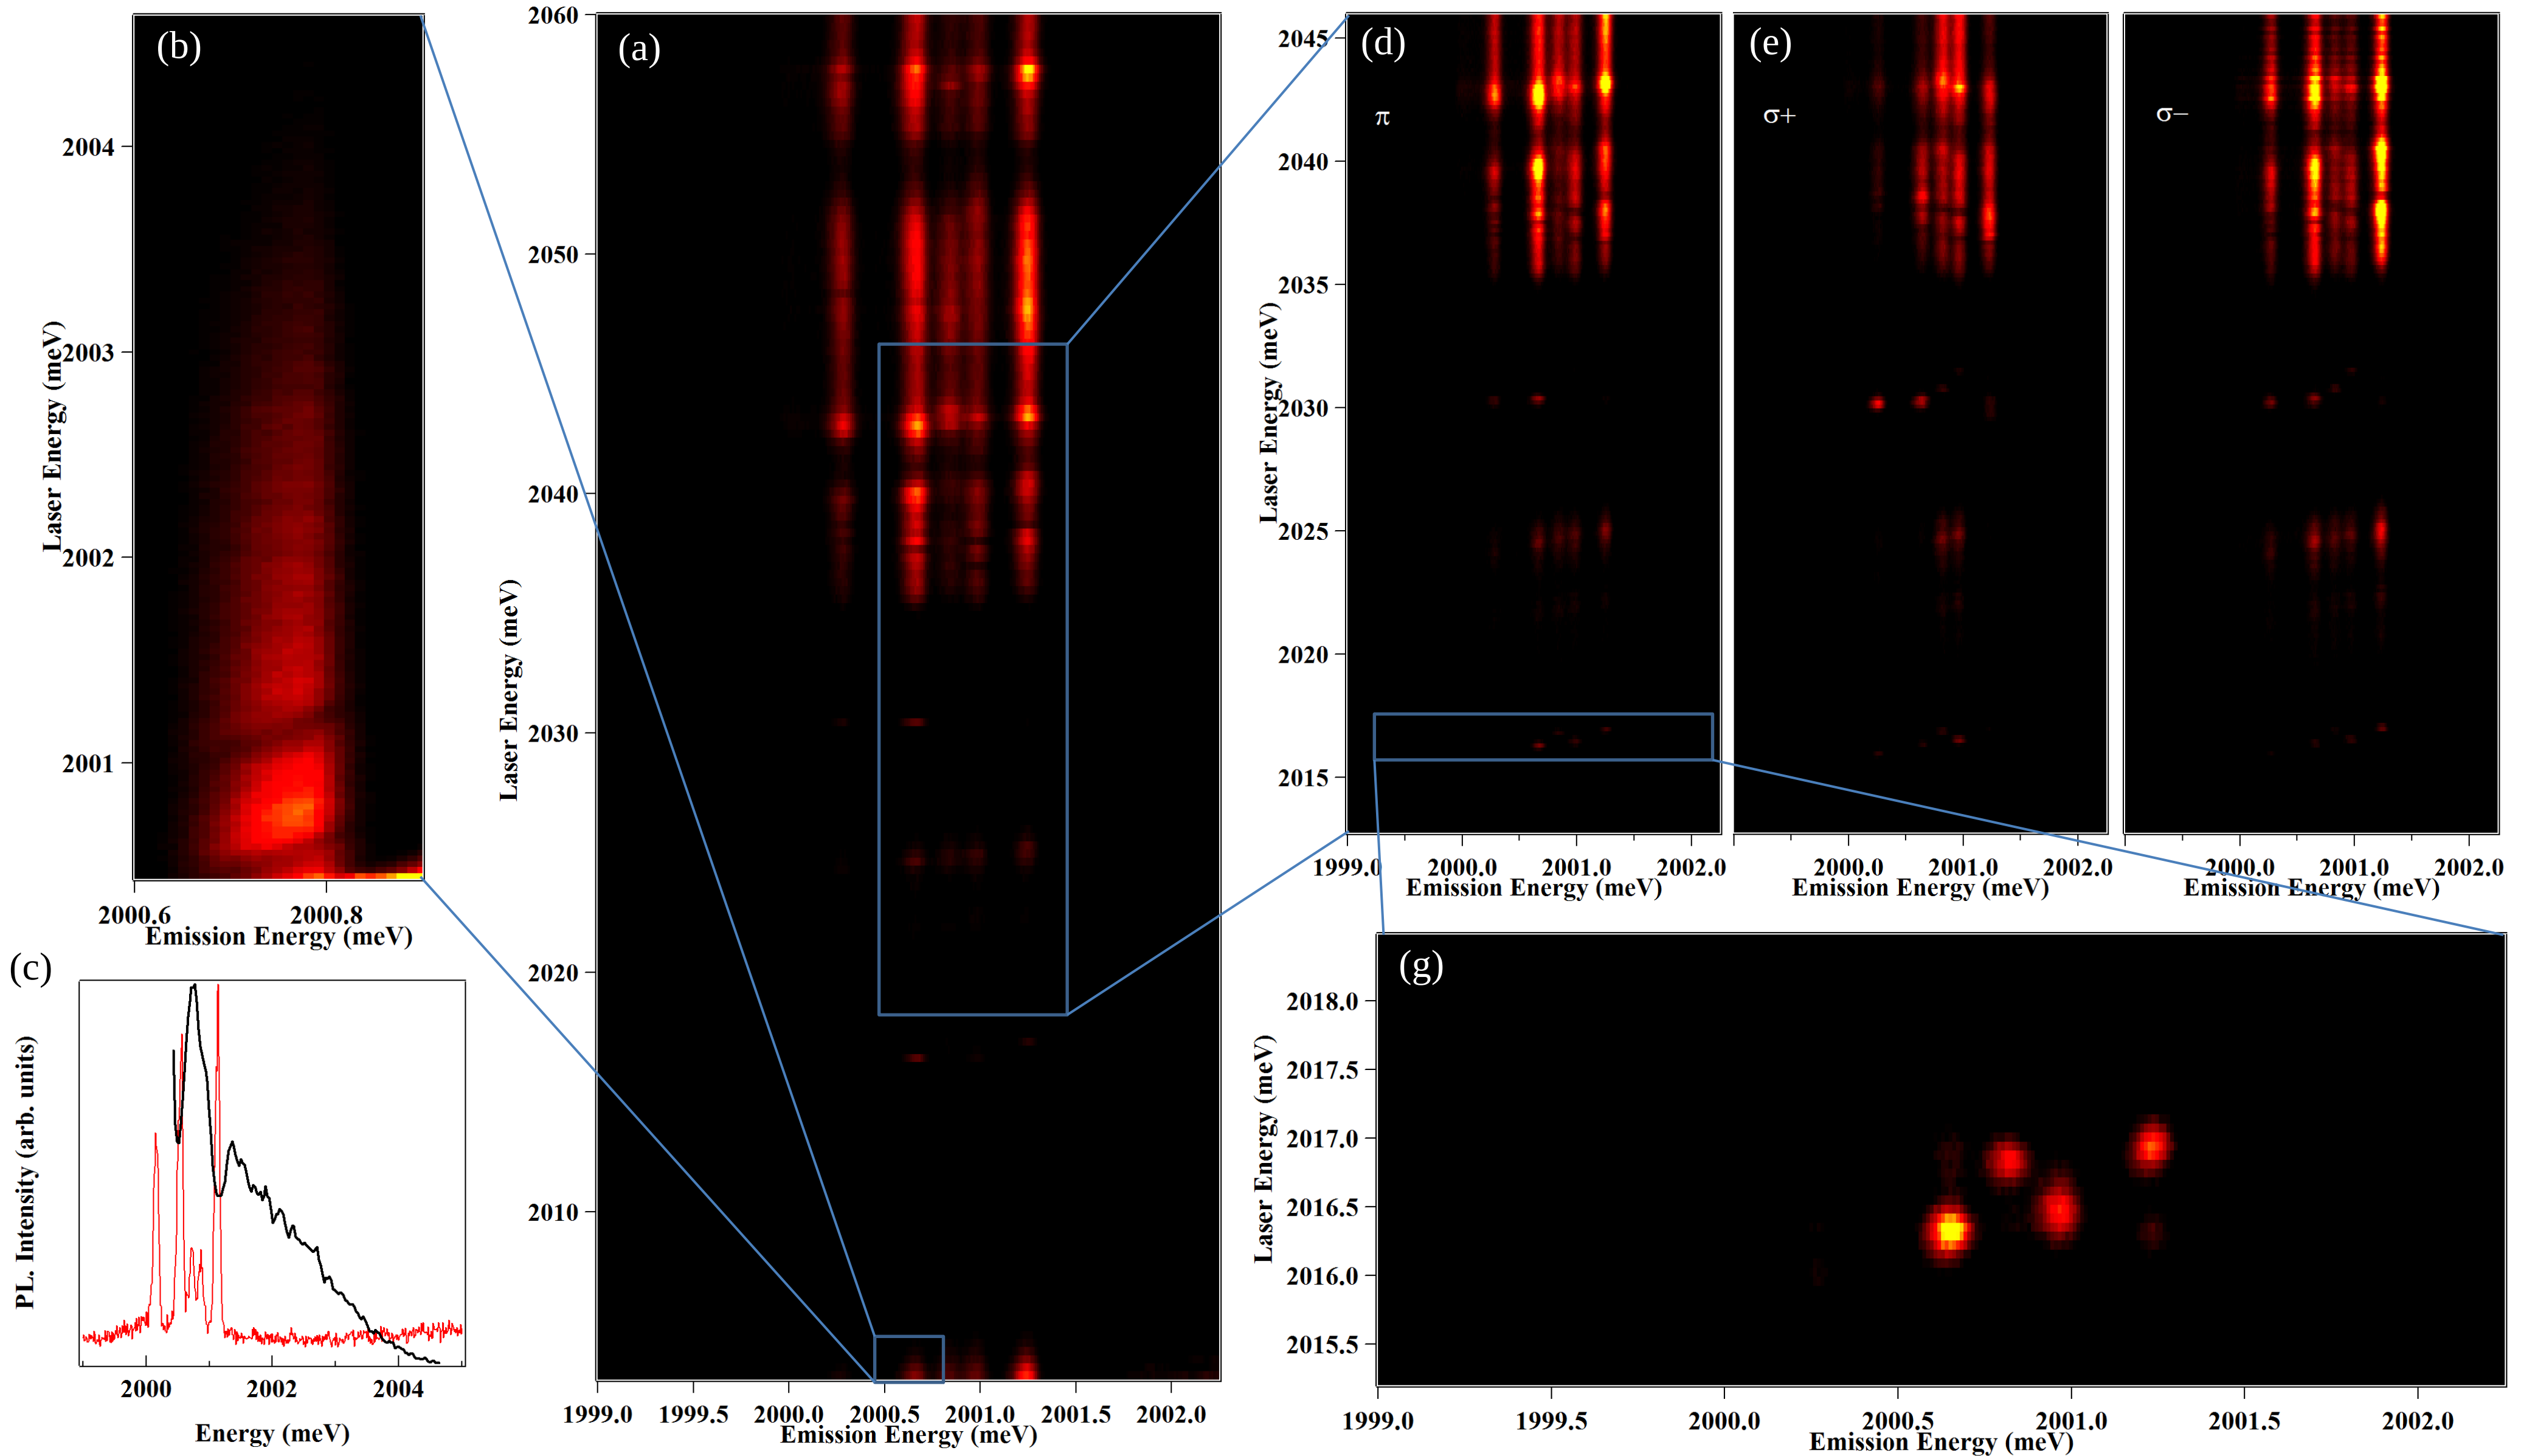 (b)
2004
2003
2002
2001
Laser Energy (meV)
2000.6 2000.8
Emission Energy (meV)
(c)
PL. Intensity (arb. units)
2000 2002 2004
Energy (meV)
(a)
2060
2050
2040
2030
2020
2010
Laser Energy (meV)
1999.0 1999.5 2000.0 2000.5 2001.0 2001.5 2002.0
Emission Energy (meV)
(d)
π
2045
2040
2035
2030
2025
2020
2015
Laser Energy (meV)
1999.0 2000.0 2001.0 2002.0
Emission Energy (meV)
(e)
σ+
2000.0 2001.0 2002.0
Emission Energy (meV)
σ−
2000.0 2001.0 2002.0
Emission Energy (meV)
(g)
2018.0
2017.5
2017.0
2016.5
2016.0
2015.5
Laser Energy (meV)
1999.0 1999.5 2000.0 2000.5 2001.0 2001.5 2002.0
Emission Energy (meV)